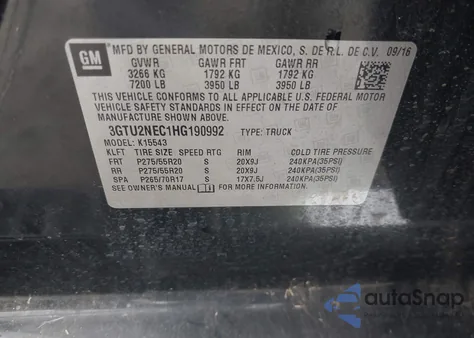 GM
MFD BY GENERAL MOTORS DE MEXICO, S. DE R.L. DE C.V. 09/16
GVWR GAWR FRT GAWR RR
3266 KG 1792 KG 1792 KG
7200 LB 3950 LB 3950 LB
THIS VEHICLE CONFORMS TO ALL APPLICABLE U.S. FEDERAL MOTOR
VEHICLE SAFETY STANDARDS IN EFFECT ON THE DATE OF
MANUFACTURE SHOWN ABOVE.
3GTU2NEC1HG190992 TYPE: TRUCK
MODEL: K15543
KLFT TIRE SIZE SPEED RTG RIM COLD TIRE PRESSURE
FRT P275/55R20 S 20X9J 240KPA(35PSI)
RR P275/55R20 S 20X9J 240KPA(35PSI)
SPA P265/70R17 S 17X7.5J 240KPA(35PSI)
SEE OWNER'S MANUAL FOR MORE INFORMATION.
autoSnap